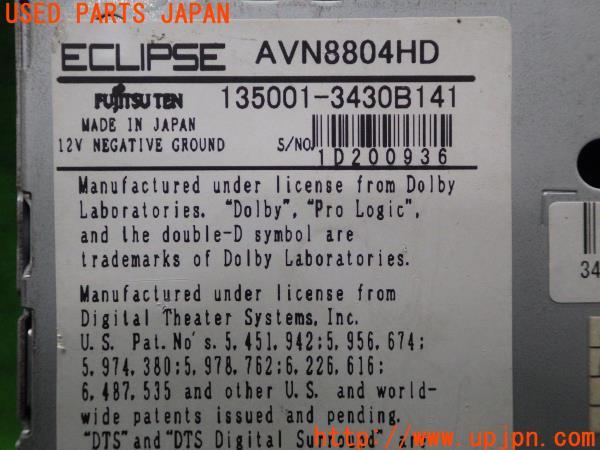 USED PARTS JAPAN
ECLIPSE AVN8804HD
FUJITSU TEN 135001-3430B141
MADE IN JAPAN
12V NEGATIVE GROUND S/NO.
1D200936
Manufactured under license from Dolby
Laboratories. "Dolby", "Pro Logic",
and the double-D symbol are
trademarks of Dolby Laboratories.
Manufactured under license from
Digital Theater Systems, Inc.
U.S. Pat. No's. 5,451,942;5,956,674;
5,974,380;5,978,762;6,226,616;
6,487,535 and other U.S. and world-
wide patents issued and pending.
"DTS" and "DTS Digital Surround" are
34
http://www.upjpn.com